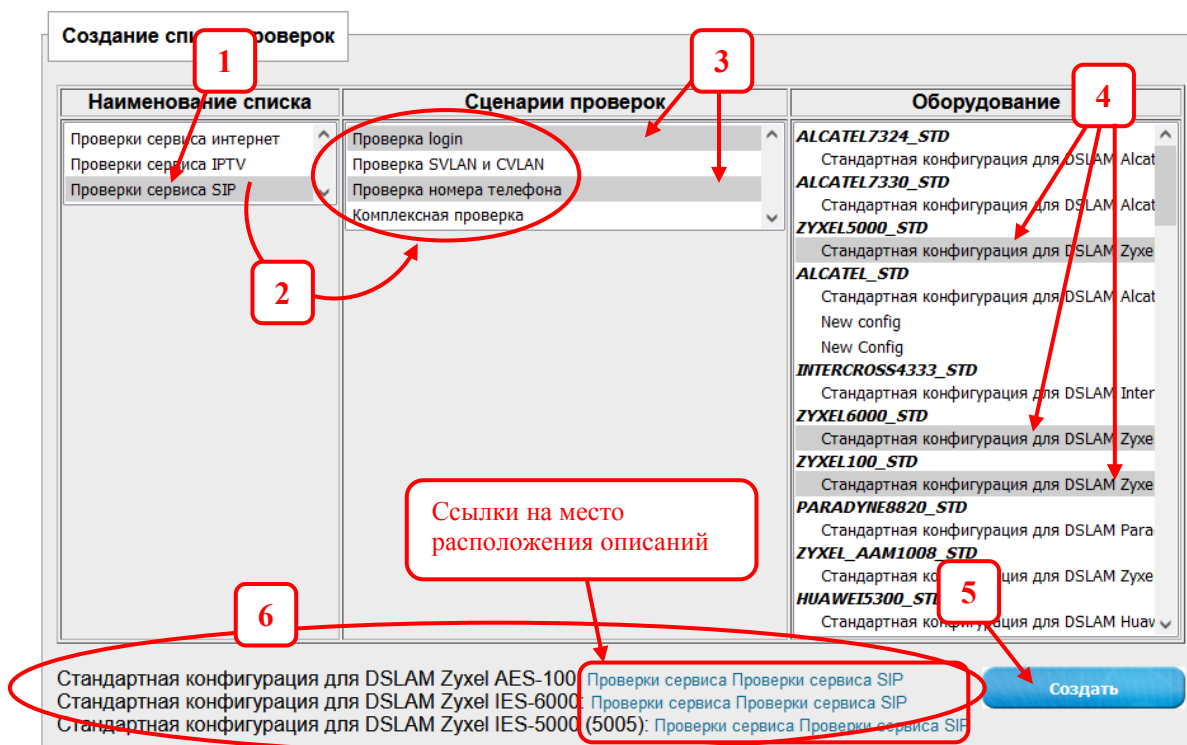 Создание списка проверок
1
3
4
Наименование списка
Сценарии проверок
Оборудование
Проверки сервиса интернет
Проверки сервиса IPTV
Проверки сервиса SIP
2
Проверка login
Проверка SVLAN и CVLAN
Проверка номера телефона
Комплексная проверка
ALCATEL7324_STD
Стандартная конфигурация для DSLAM Alcat
ALCATEL7330_STD
Стандартная конфигурация для DSLAM Alcat
ZYXEL5000_STD
Стандартная конфигурация для DSLAM Zyxe
ALCATEL_STD
Стандартная конфигурация для DSLAM Alcat
New config
New Config
INTERCROSS4333_STD
Стандартная конфигурация для DSLAM Inter
ZYXEL6000_STD
Стандартная конфигурация для DSLAM Zyxe
ZYXEL100_STD
Стандартная конфигурация для DSLAM Zyxe
PARADYNE8820_STD
Стандартная конфигурация для DSLAM Para
ZYXEL_AAM1008_STD
Стандартная конфигурация для DSLAM Zyxe
HUAWEI5300_STD
Стандартная конфигурация для DSLAM Huaw
Ссылки на место
расположения описаний
5
6
Стандартная конфигурация для DSLAM Zyxel AES-100: Проверки сервиса Проверки сервиса SIP
Стандартная конфигурация для DSLAM Zyxel IES-6000: Проверки сервиса Проверки сервиса SIP
Стандартная конфигурация для DSLAM Zyxel IES-5000 (5005): Проверки сервиса Проверки сервиса SIP
Создать